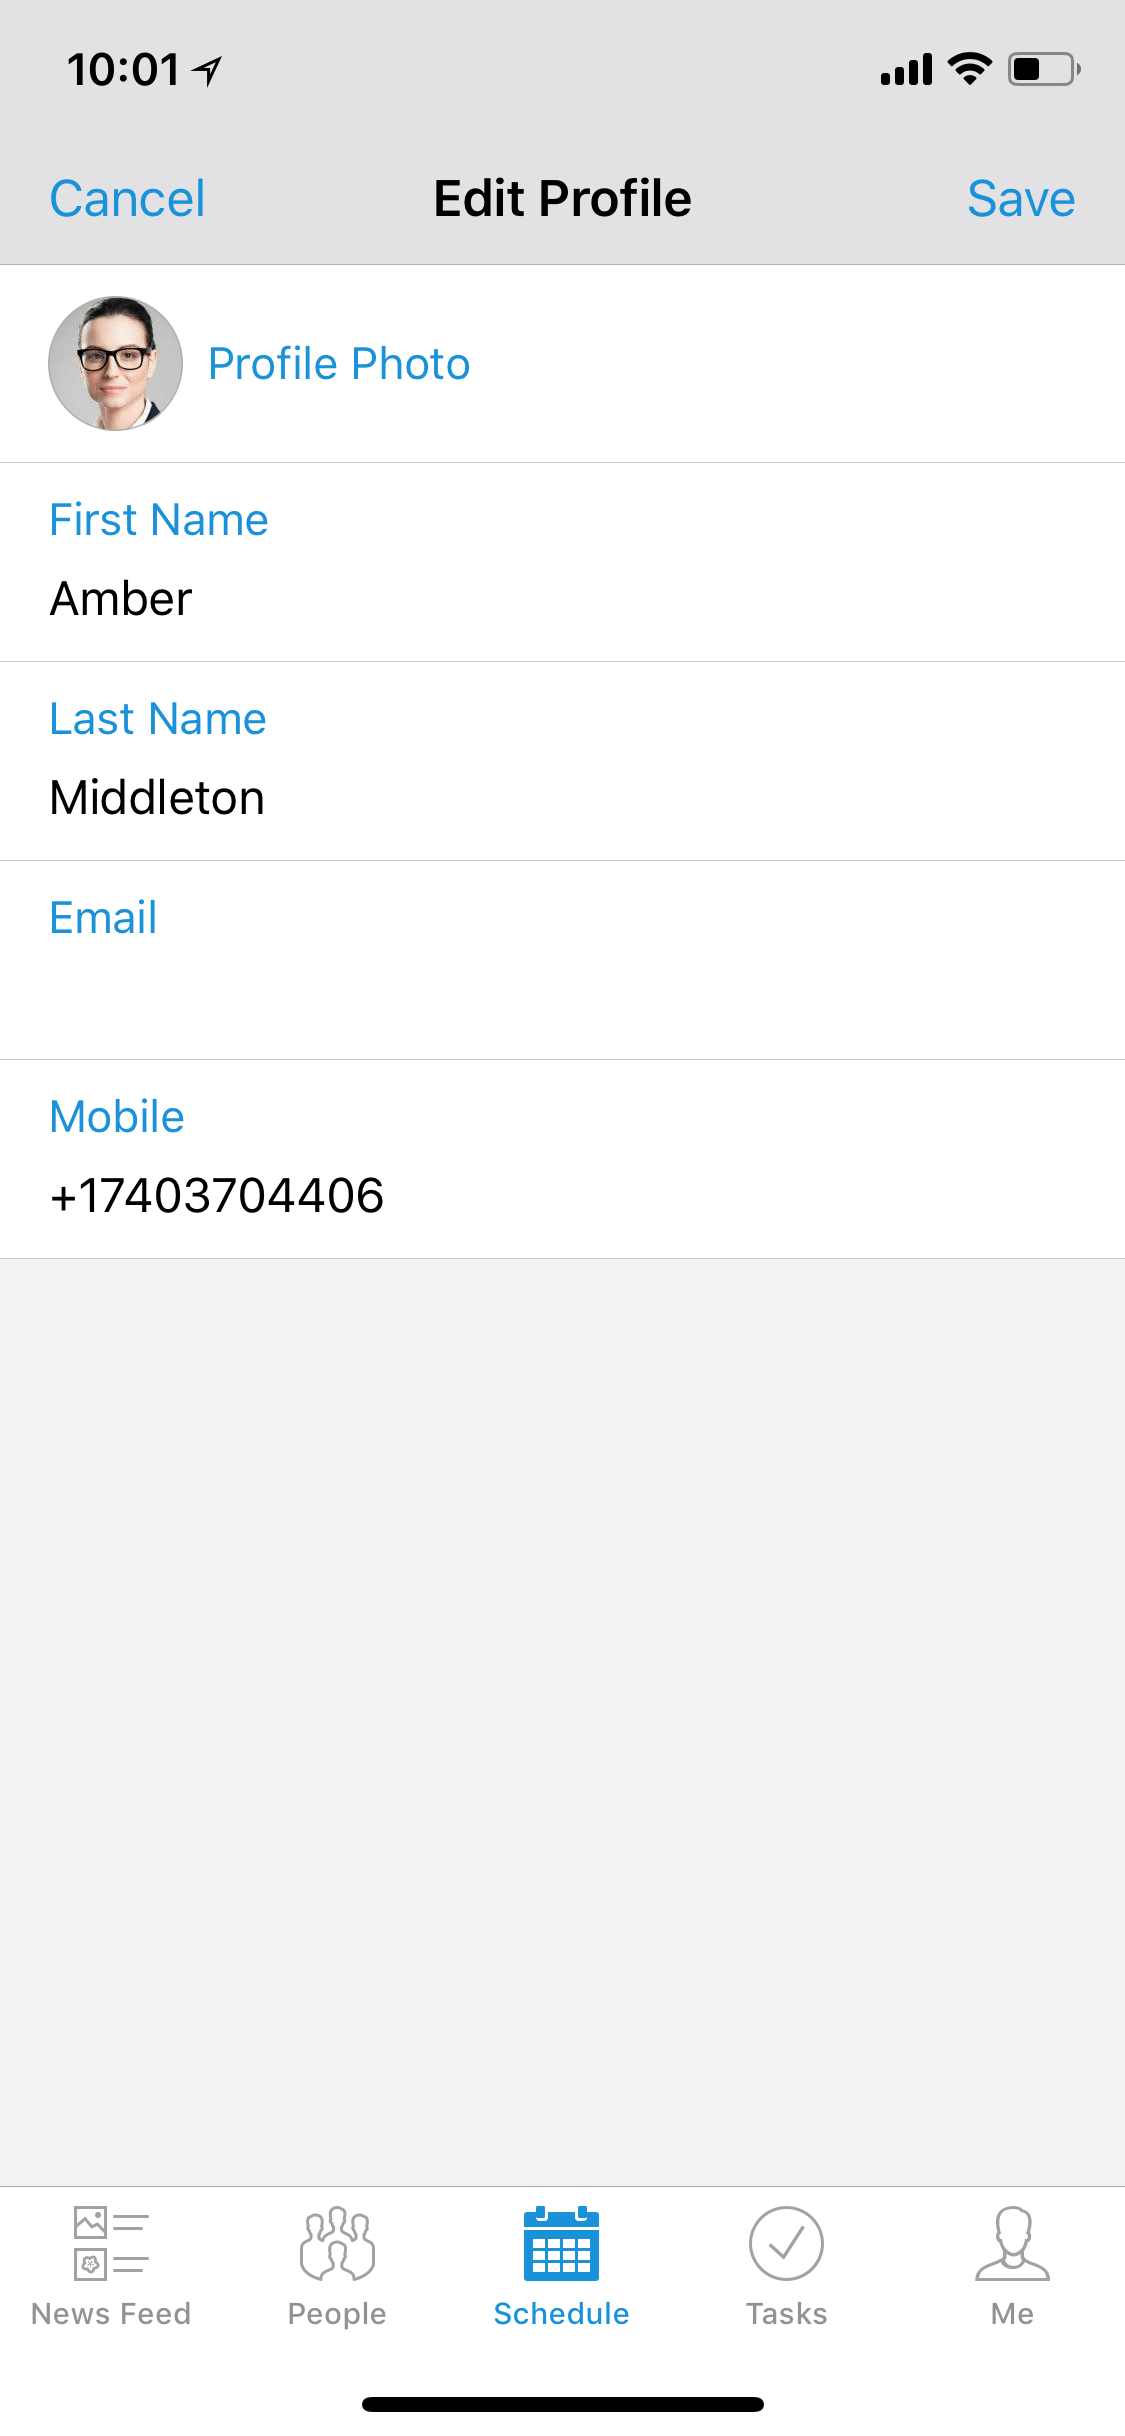 10:01
Cancel Edit Profile Save
Profile Photo
First Name
Amber
Last Name
Middleton
Email
Mobile
+17403704406
News Feed People Schedule Tasks Me